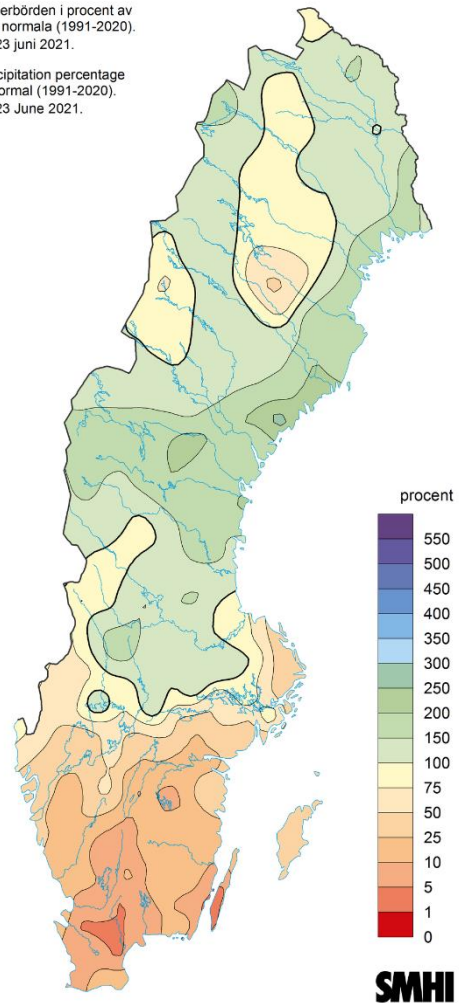 erbörden i procent av
normala (1991-2020).
23 juni 2021.
cipitation percentage
ormal (1991-2020).
23 June 2021.
procent
550
500
450
400
350
300
250
200
150
100
75
50
25
10
5
1
0
SMHI